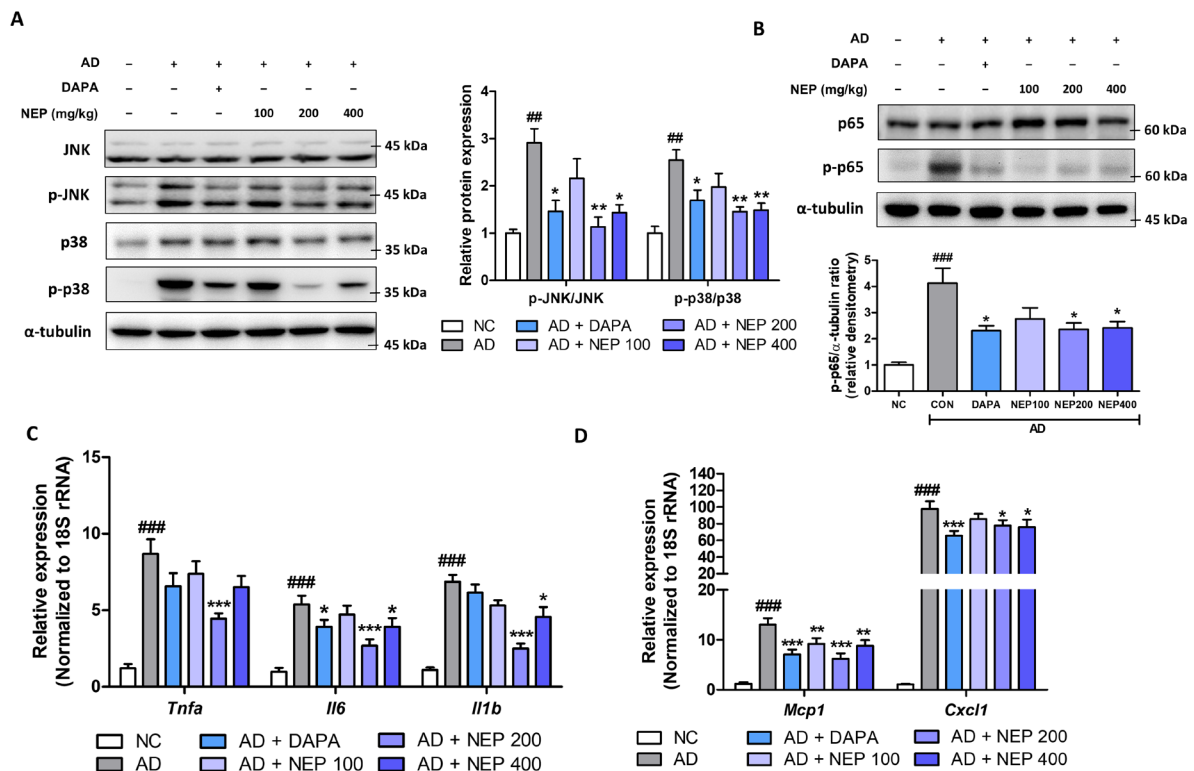 A
AD – + + + + +
DAPA – – + – – –
NEP (mg/kg) – – – 100 200 400
JNK
45 kDa
p-JNK
45 kDa
p38
35 kDa
p-p38
35 kDa
α-tubulin
45 kDa
Relative protein expression
4
3
2
1
0
## * ** *
## * ** **
p-JNK/JNK p-p38/p38
NC AD + DAPA AD + NEP 200
AD AD + NEP 100 AD + NEP 400
B
AD – + + + + +
DAPA – – + – – –
NEP (mg/kg) – – – 100 200 400
p65
60 kDa
p-p65
60 kDa
α-tubulin
45 kDa
p-p65/α-tubulin ratio
(relative densitometry)
5
4
3
2
1
0
### * * *
NC CON DAPA NEP100 NEP200 NEP400
AD
C
Relative expression
(Normalized to 18S rRNA)
15
10
5
0
### ***
### * *** *
### *** *
Tnfa Il6 Il1b
NC AD + DAPA AD + NEP 200
AD AD + NEP 100 AD + NEP 400
D
Relative expression
(Normalized to 18S rRNA)
140
120
100
80
60
40
20
20
10
0
### *** ** *** **
### *** * *
Mcp1 Cxcl1
NC AD + DAPA AD + NEP 200
AD AD + NEP 100 AD + NEP 400